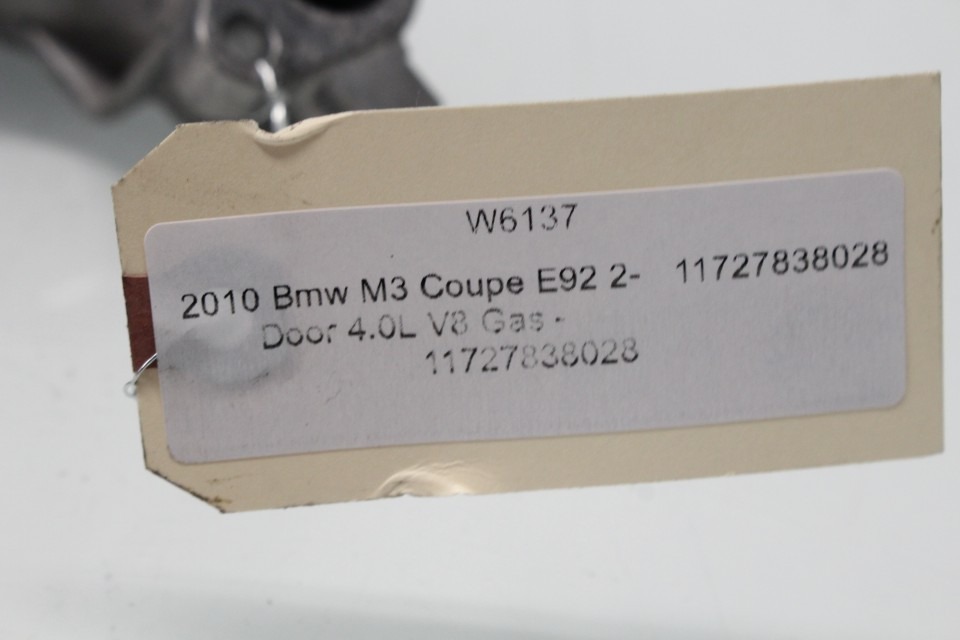 W6137
2010 Bmw M3 Coupe E92 2- 11727838028
Door 4.0L V8 Gas -
11727838028